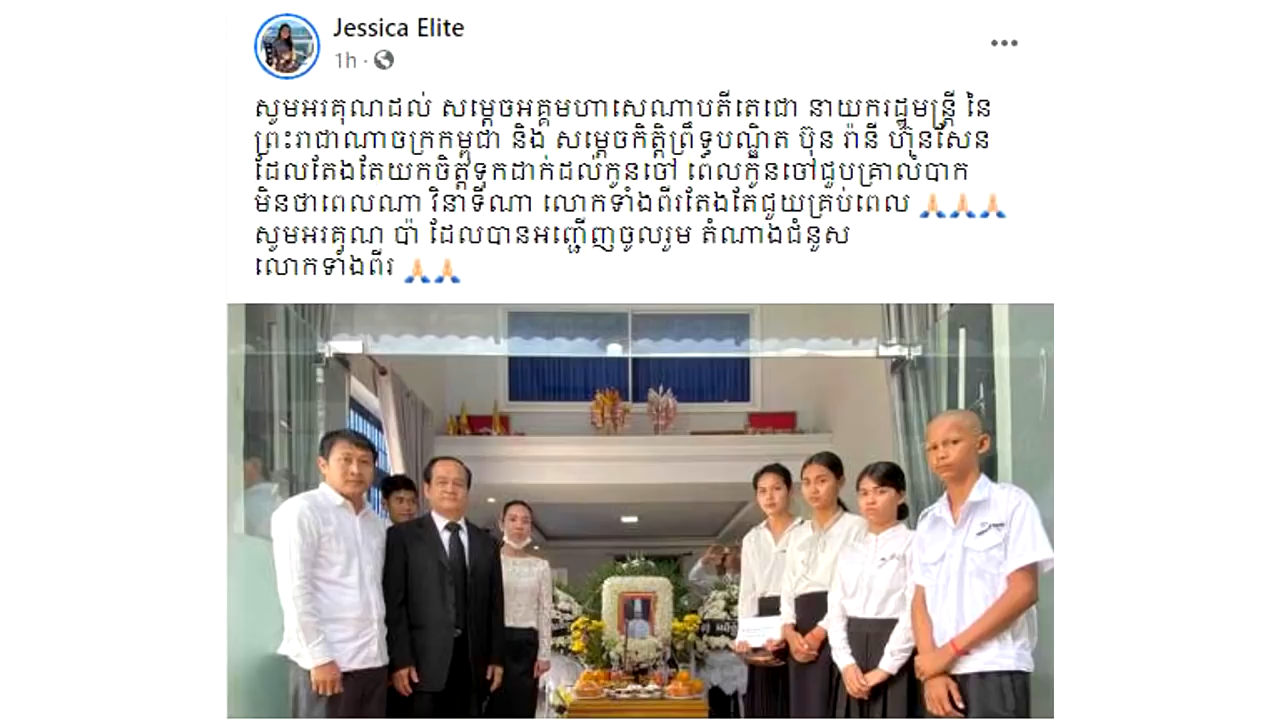 Jessica Elite
1h ·
សូមអរគុណដល់ សម្ដេចអគ្គមហាសេនាបតីតេជោ នាយករដ្ឋមន្ត្រី នៃ
ព្រះរាជាណាចក្រកម្ពុជា និង សម្ដេចកិត្តិព្រឹទ្ធបណ្ឌិត ប៊ុន រ៉ានី ហ៊ុនសែន
ដែលតែងតែយកចិត្តទុកដាក់ដល់កូនចៅ ពេលកូនចៅជួបគ្រាលំបាក
មិនថាពេលណា វិនាទីណា លោកទាំងពីរតែងតែជួយគ្រប់ពេល 🙏🏻🙏🏻🙏🏻
សូមអរគុណ ប៉ា ដែលបានអញ្ជើញចូលរួម តំណាងជំនួស
លោកទាំងពីរ 🙏🏻🙏🏻